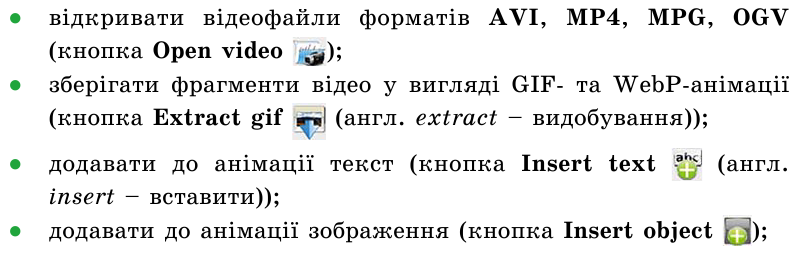 • відкривати відеофайли форматів AVI, MP4, MPG, OGV
(кнопка Open video );
• зберігати фрагменти відео у вигляді GIF- та WebP-анімації
(кнопка Extract gif (англ. extract – видобування));
• додавати до анімації текст (кнопка Insert text abc (англ.
insert – вставити));
• додавати до анімації зображення (кнопка Insert object );